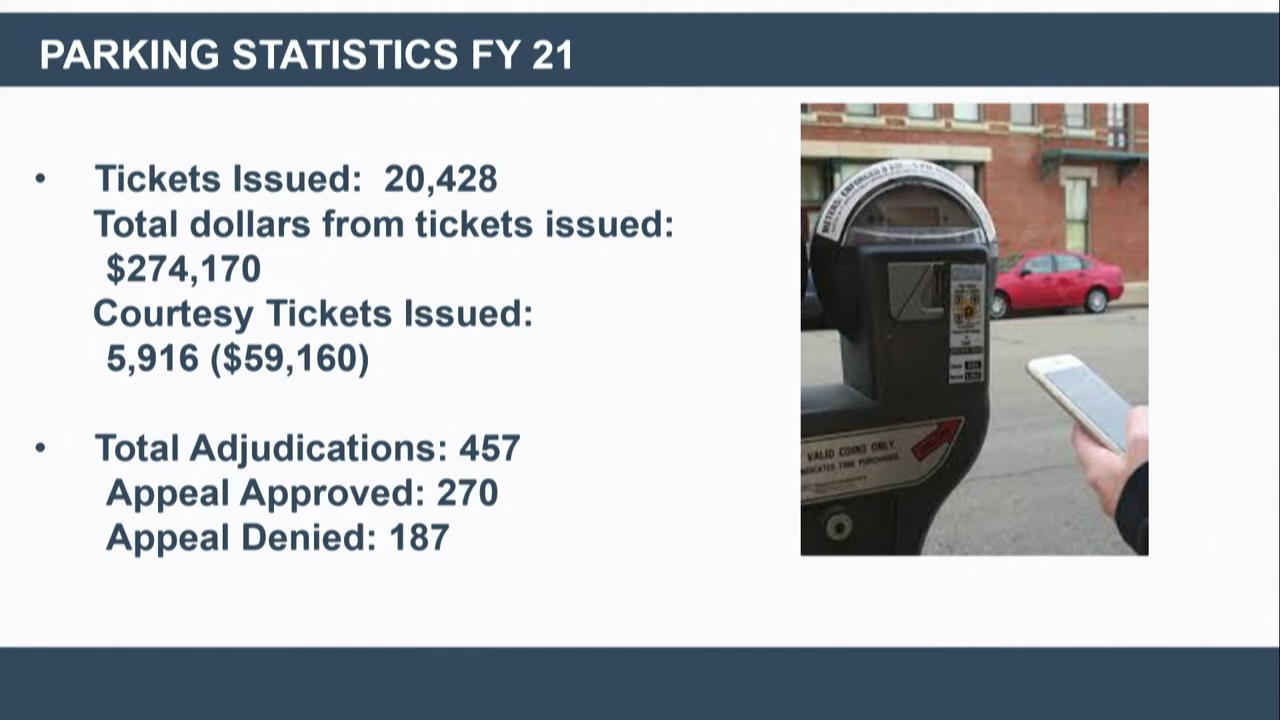 PARKING STATISTICS FY 21
• Tickets Issued: 20,428
Total dollars from tickets issued:
$274,170
Courtesy Tickets Issued:
5,916 ($59,160)
• Total Adjudications: 457
Appeal Approved: 270
Appeal Denied: 187
VALID COINS ONLY.